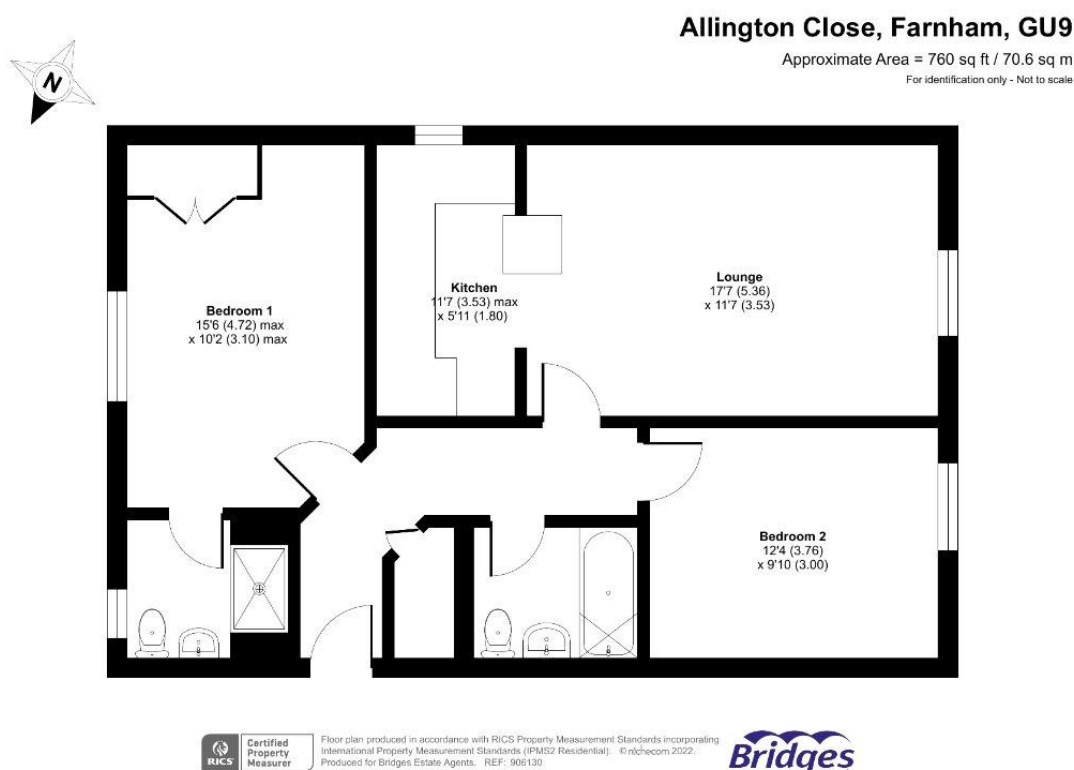 Allington Close, Farnham, GU9
Approximate Area = 760 sq ft / 70.6 sq m
For identification only - Not to scale
N
Bedroom 1
15'6 (4.72) max
x 10'2 (3.10) max
Kitchen
11'7 (3.53) max
x 5'11 (1.80)
Lounge
17'7 (5.36)
x 11'7 (3.53)
Bedroom 2
12'4 (3.76)
x 9'10 (3.00)
RICS
Certified
Property
Measurer
Floor plan produced in accordance with RICS Property Measurement Standards incorporating
International Property Measurement Standards (IPMS2 Residential). © nichecom 2022.
Produced for Bridges Estate Agents. REF: 906130
Bridges